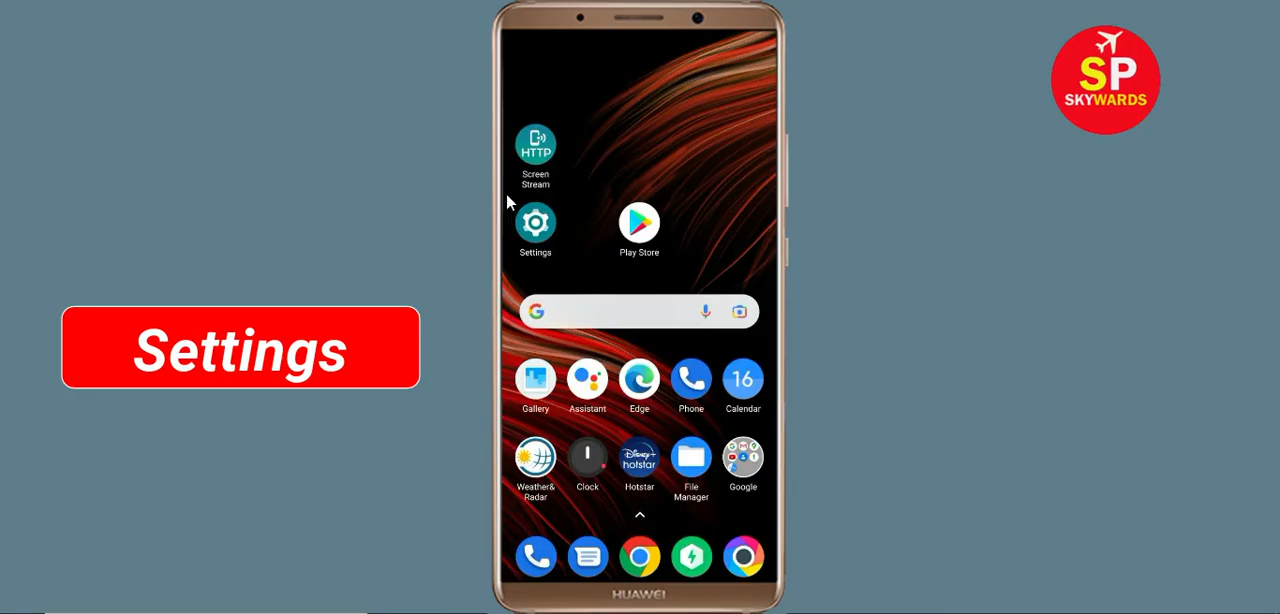 SP
SKYWARDS
HTTP
Screen
Stream
Settings
Play Store
G
Settings
16
Gallery
Assistant
Edge
Phone
Calendar
Disney+
hotstar
Weather&
Radar
Clock
Hotstar
File
Manager
Google
HUAWEI